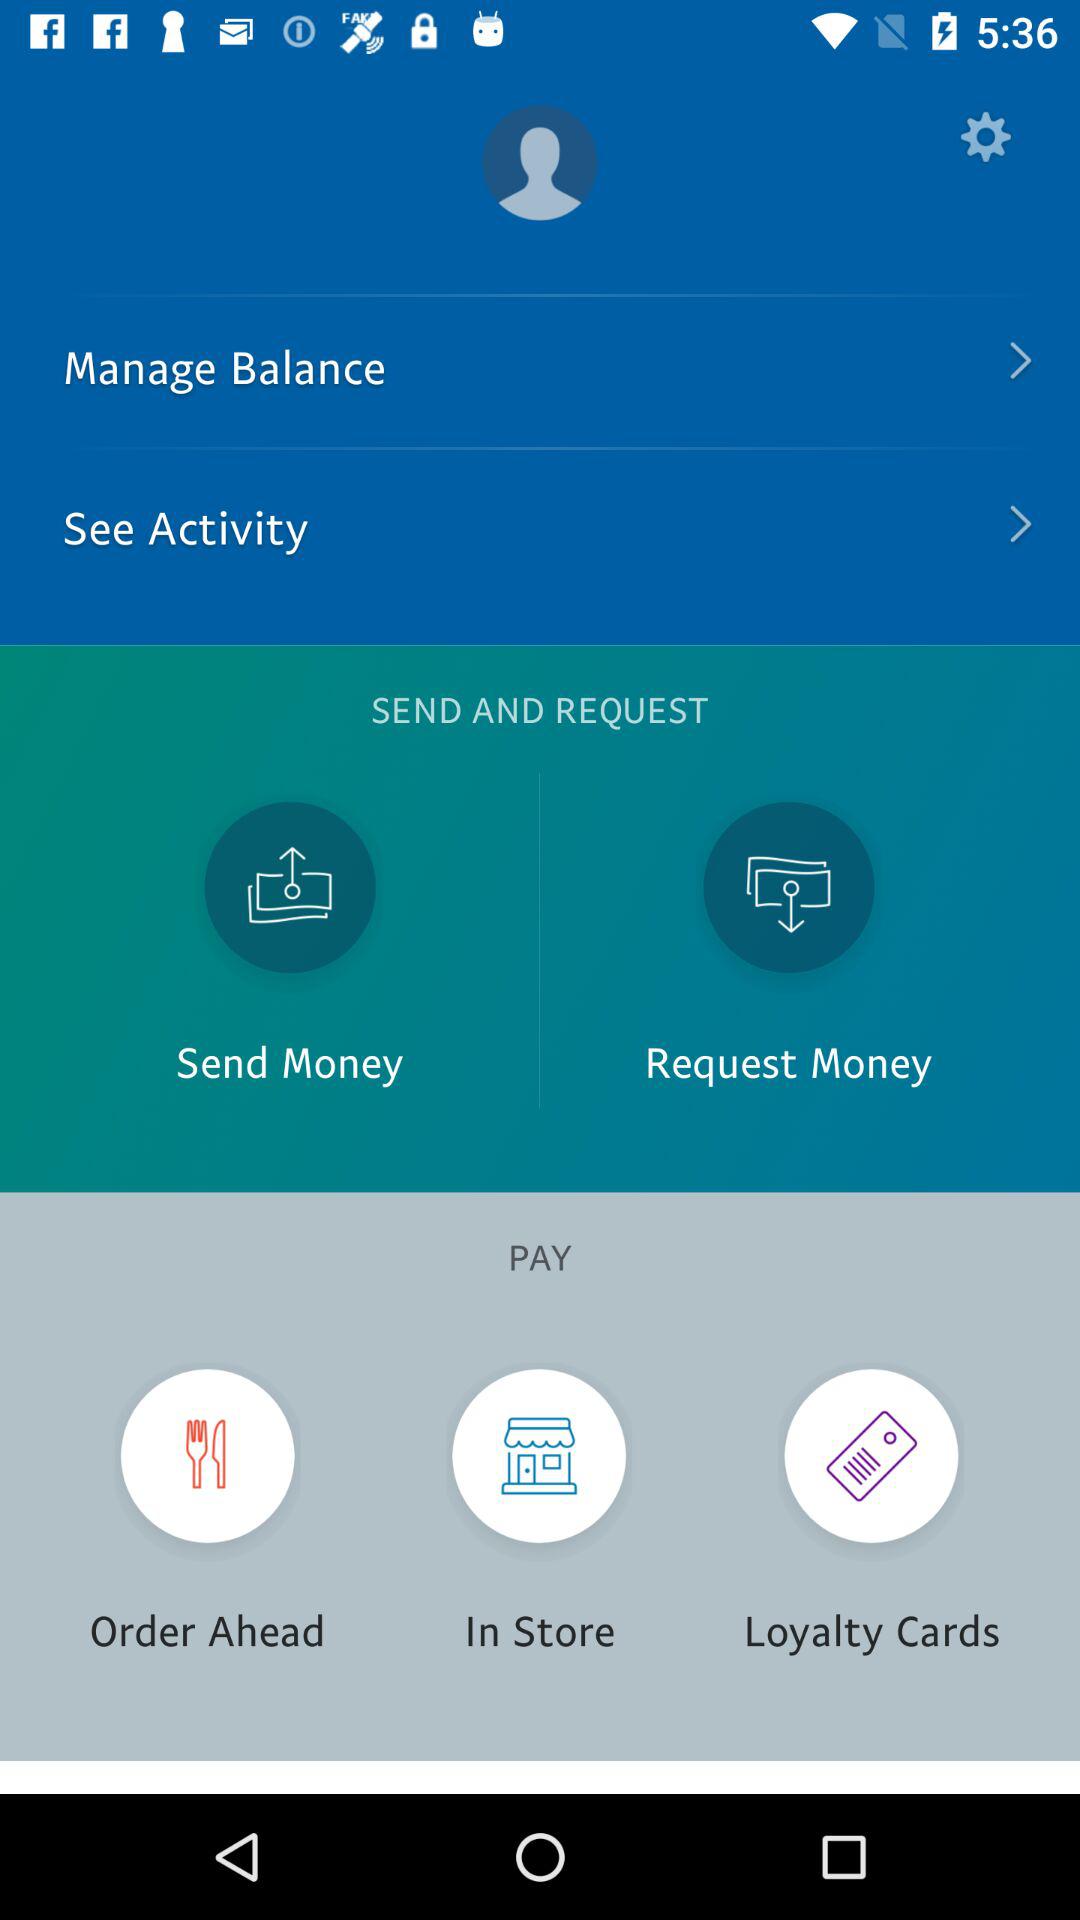 FAKE
5:36
Manage Balance
See Activity
SEND AND REQUEST
Send Money
Request Money
PAY
Order Ahead
In Store
Loyalty Cards